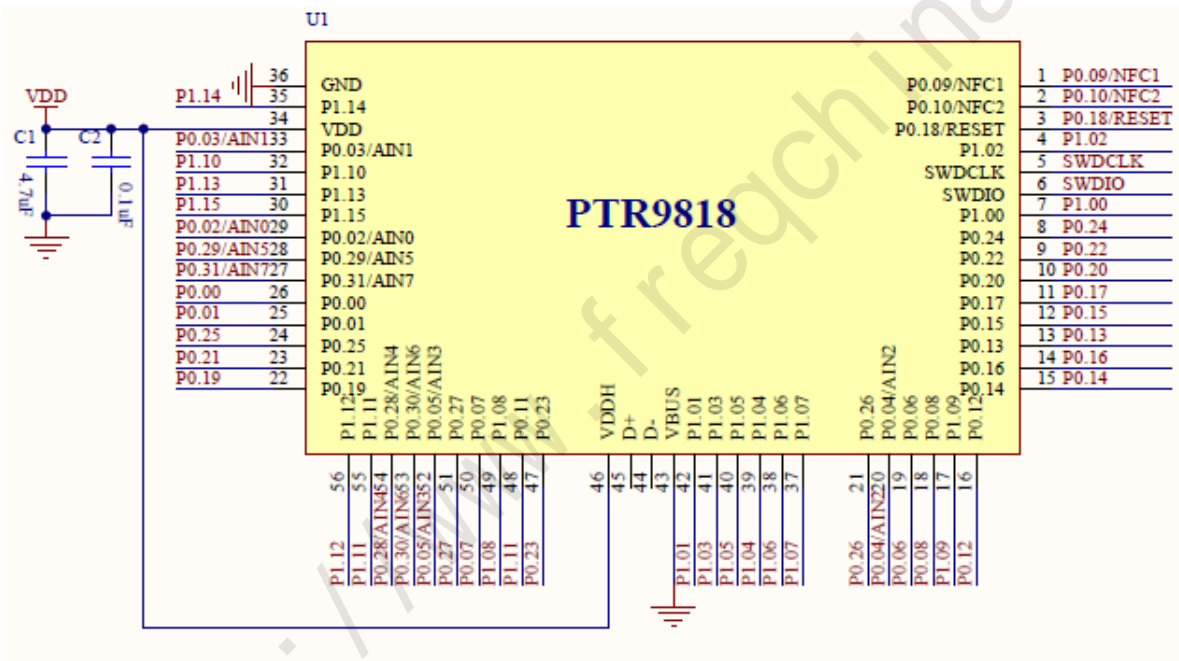 U1
PTR9818
VDD
C1
4.7uF
C2
0.1uF
36 GND
P1.14 35 P1.14
34 VDD
P0.03/AIN1 33 P0.03/AIN1
P1.10 32 P1.10
P1.13 31 P1.13
P1.15 30 P1.15
P0.02/AIN0 29 P0.02/AIN0
P0.29/AIN5 28 P0.29/AIN5
P0.31/AIN7 27 P0.31/AIN7
P0.00 26 P0.00
P0.01 25 P0.01
P0.25 24 P0.25
P0.21 23 P0.21
P0.19 22 P0.19
P0.09/NFC1 1 P0.09/NFC1
P0.10/NFC2 2 P0.10/NFC2
P0.18/RESET 3 P0.18/RESET
P1.02 4 P1.02
SWDCLK 5 SWDCLK
SWDIO 6 SWDIO
P1.00 7 P1.00
P0.24 8 P0.24
P0.22 9 P0.22
P0.20 10 P0.20
P0.17 11 P0.17
P0.15 12 P0.15
P0.13 13 P0.13
P0.16 14 P0.16
P0.14 15 P0.14
P1.12 56 P1.12
P1.11 55 P1.11
P0.28/AIN4 54 P0.28/AIN4
P0.30/AIN6 53 P0.30/AIN6
P0.05/AIN3 52 P0.05/AIN3
P0.27 51 P0.27
P0.07 50 P0.07
P1.08 49 P1.08
P0.11 48 P1.11
P0.23 47 P0.23
VDDH 46
D+ 45
D- 44
VBUS 43
P1.01 42 P1.01
P1.03 41 P1.03
P1.05 40 P1.05
P1.04 39 P1.04
P1.06 38 P1.06
P1.07 37 P1.07
P0.26 21 P0.26
P0.04/AIN2 20 P0.04/AIN2
P0.06 19 P0.06
P0.08 18 P0.08
P1.09 17 P1.09
P0.12 16 P0.12
://www.freqchina